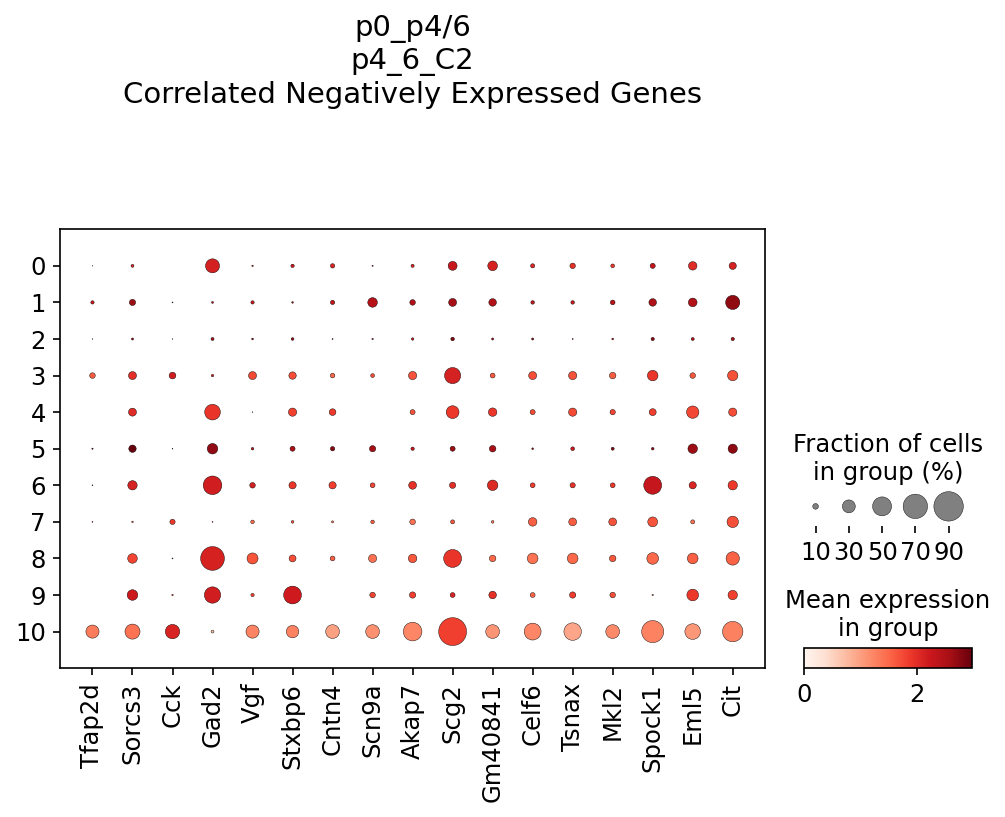 p0_p4/6
p4_6_C2
Correlated Negatively Expressed Genes
0
1
2
3
4
5
6
7
8
9
10
Tfap2d
Sorcs3
Cck
Gad2
Vgf
Stxbp6
Cntn4
Scn9a
Akap7
Scg2
Gm40841
Celf6
Tsnax
Mkl2
Spock1
Eml5
Cit
Fraction of cells
in group (%)
10 30 50 70 90
Mean expression
in group
0 2